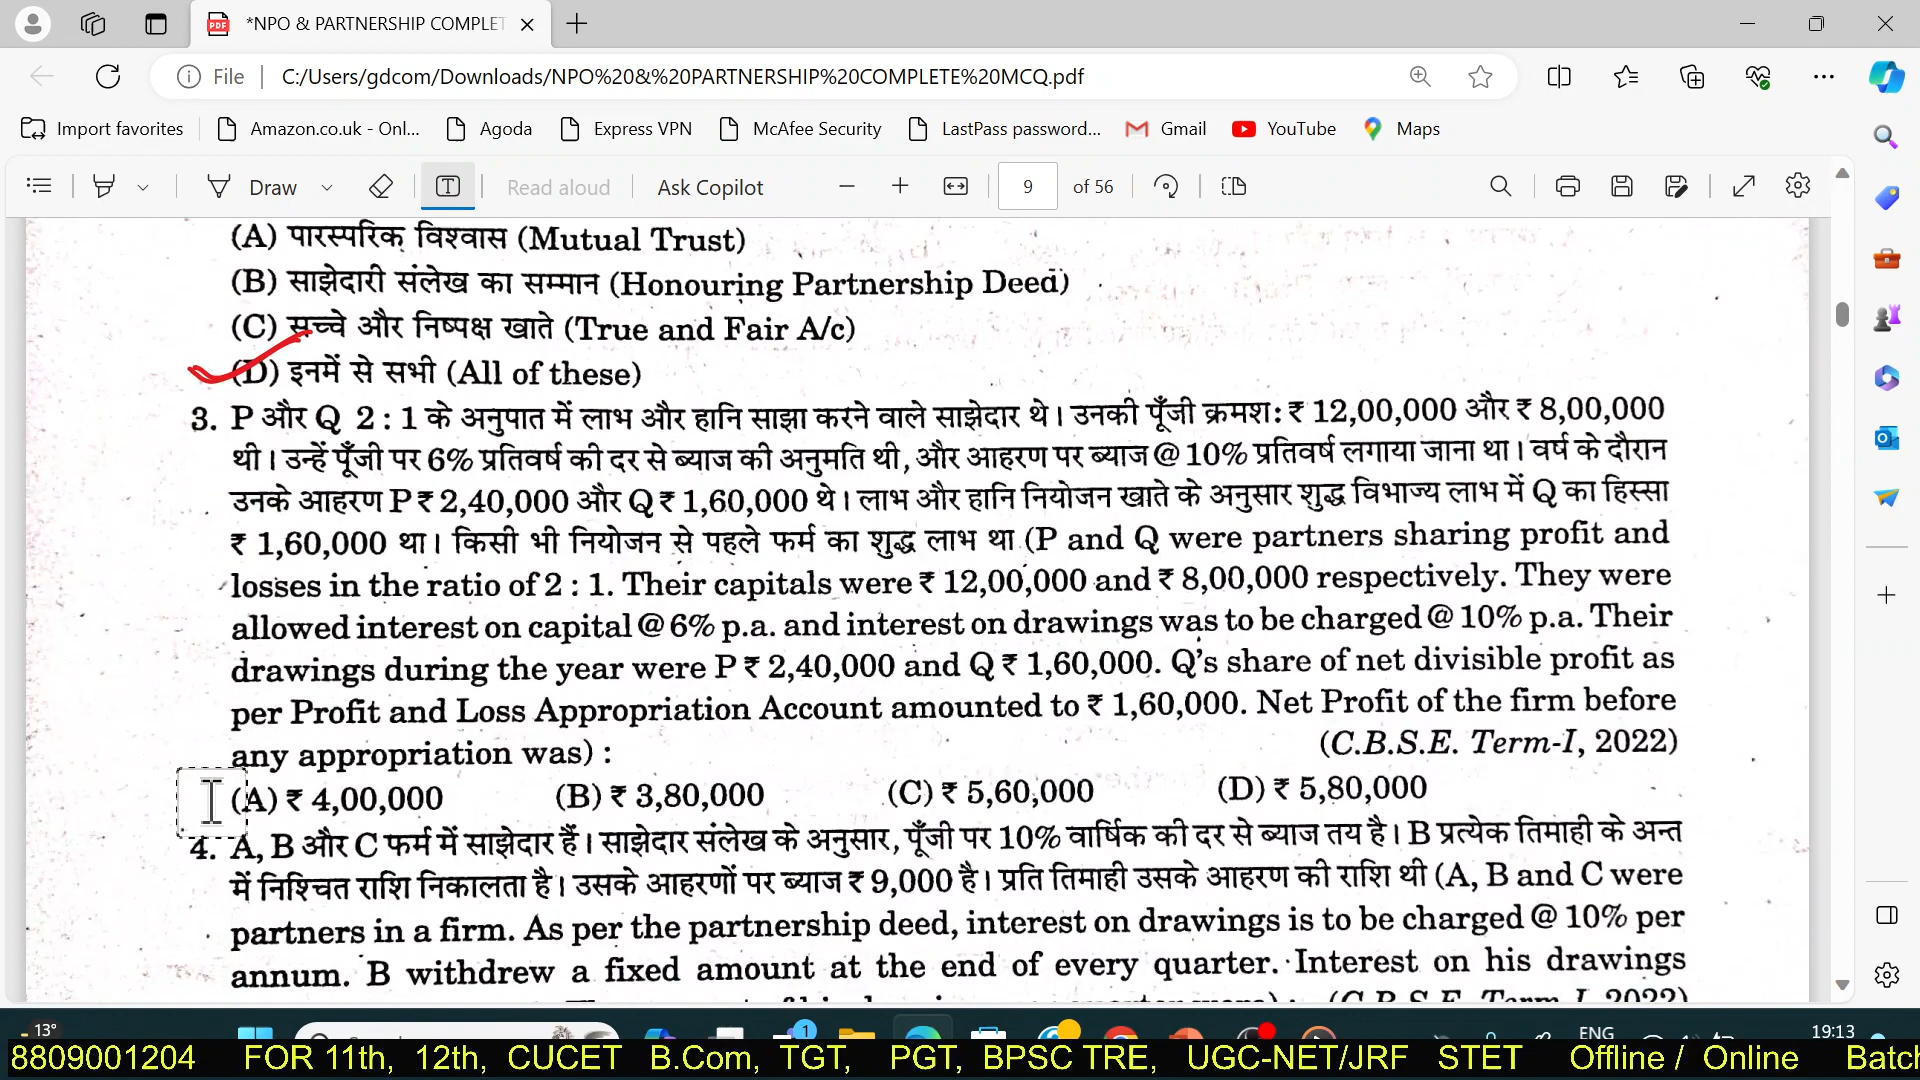 *NPO & PARTNERSHIP COMPLET
File
C:/Users/gdcom/Downloads/NPO%20&%20PARTNERSHIP%20COMPLETE%20MCQ.pdf
Import favorites
Amazon.co.uk - Onl...
Agoda
Express VPN
McAfee Security
LastPass password...
Gmail
YouTube
Maps
Draw
Read aloud
Ask Copilot
9 of 56
(A) पारस्परिक विश्वास (Mutual Trust)
(B) साझेदारी संलेख का सम्मान (Honouring Partnership Deed)
(C) सच्चे और निष्पक्ष खाते (True and Fair A/c)
(D) इनमें से सभी (All of these)
3. P और Q 2 : 1 के अनुपात में लाभ और हानि साझा करने वाले साझेदार थे। उनकी पूँजी क्रमश: ₹ 12,00,000 और ₹ 8,00,000
थी। उन्हें पूँजी पर 6% प्रतिवर्ष की दर से ब्याज की अनुमति थी, और आहरण पर ब्याज @ 10% प्रतिवर्ष लगाया जाना था। वर्ष के दौरान
उनके आहरण P ₹ 2,40,000 और Q ₹ 1,60,000 थे। लाभ और हानि नियोजन खाते के अनुसार शुद्ध विभाज्य लाभ में Q का हिस्सा
₹ 1,60,000 था। किसी भी नियोजन से पहले फर्म का शुद्ध लाभ था (P and Q were partners sharing profit and
losses in the ratio of 2 : 1. Their capitals were ₹ 12,00,000 and ₹ 8,00,000 respectively. They were
allowed interest on capital @ 6% p.a. and interest on drawings was to be charged @ 10% p.a. Their
drawings during the year were P ₹ 2,40,000 and Q ₹ 1,60,000. Q's share of net divisible profit as
per Profit and Loss Appropriation Account amounted to ₹ 1,60,000. Net Profit of the firm before
any appropriation was) : (C.B.S.E. Term-I, 2022)
(A) ₹ 4,00,000 (B) ₹ 3,80,000 (C) ₹ 5,60,000 (D) ₹ 5,80,000
4. A, B और C फर्म में साझेदार हैं। साझेदार संलेख के अनुसार, पूँजी पर 10% वार्षिक की दर से ब्याज तय है। B प्रत्येक तिमाही के अन्त
में निश्चित राशि निकालता है। उसके आहरणों पर ब्याज ₹ 9,000 है। प्रति तिमाही उसके आहरण की राशि थी (A, B and C were
partners in a firm. As per the partnership deed, interest on drawings is to be charged @ 10% per
annum. B withdrew a fixed amount at the end of every quarter. Interest on his drawings
(C.B.S.E. Term-I, 2022)
13°
1
ENG
19:13
8809001204 FOR 11th, 12th, CUCET B.Com, TGT, PGT, BPSC TRE, UGC-NET/JRF STET Offline / Online Batch